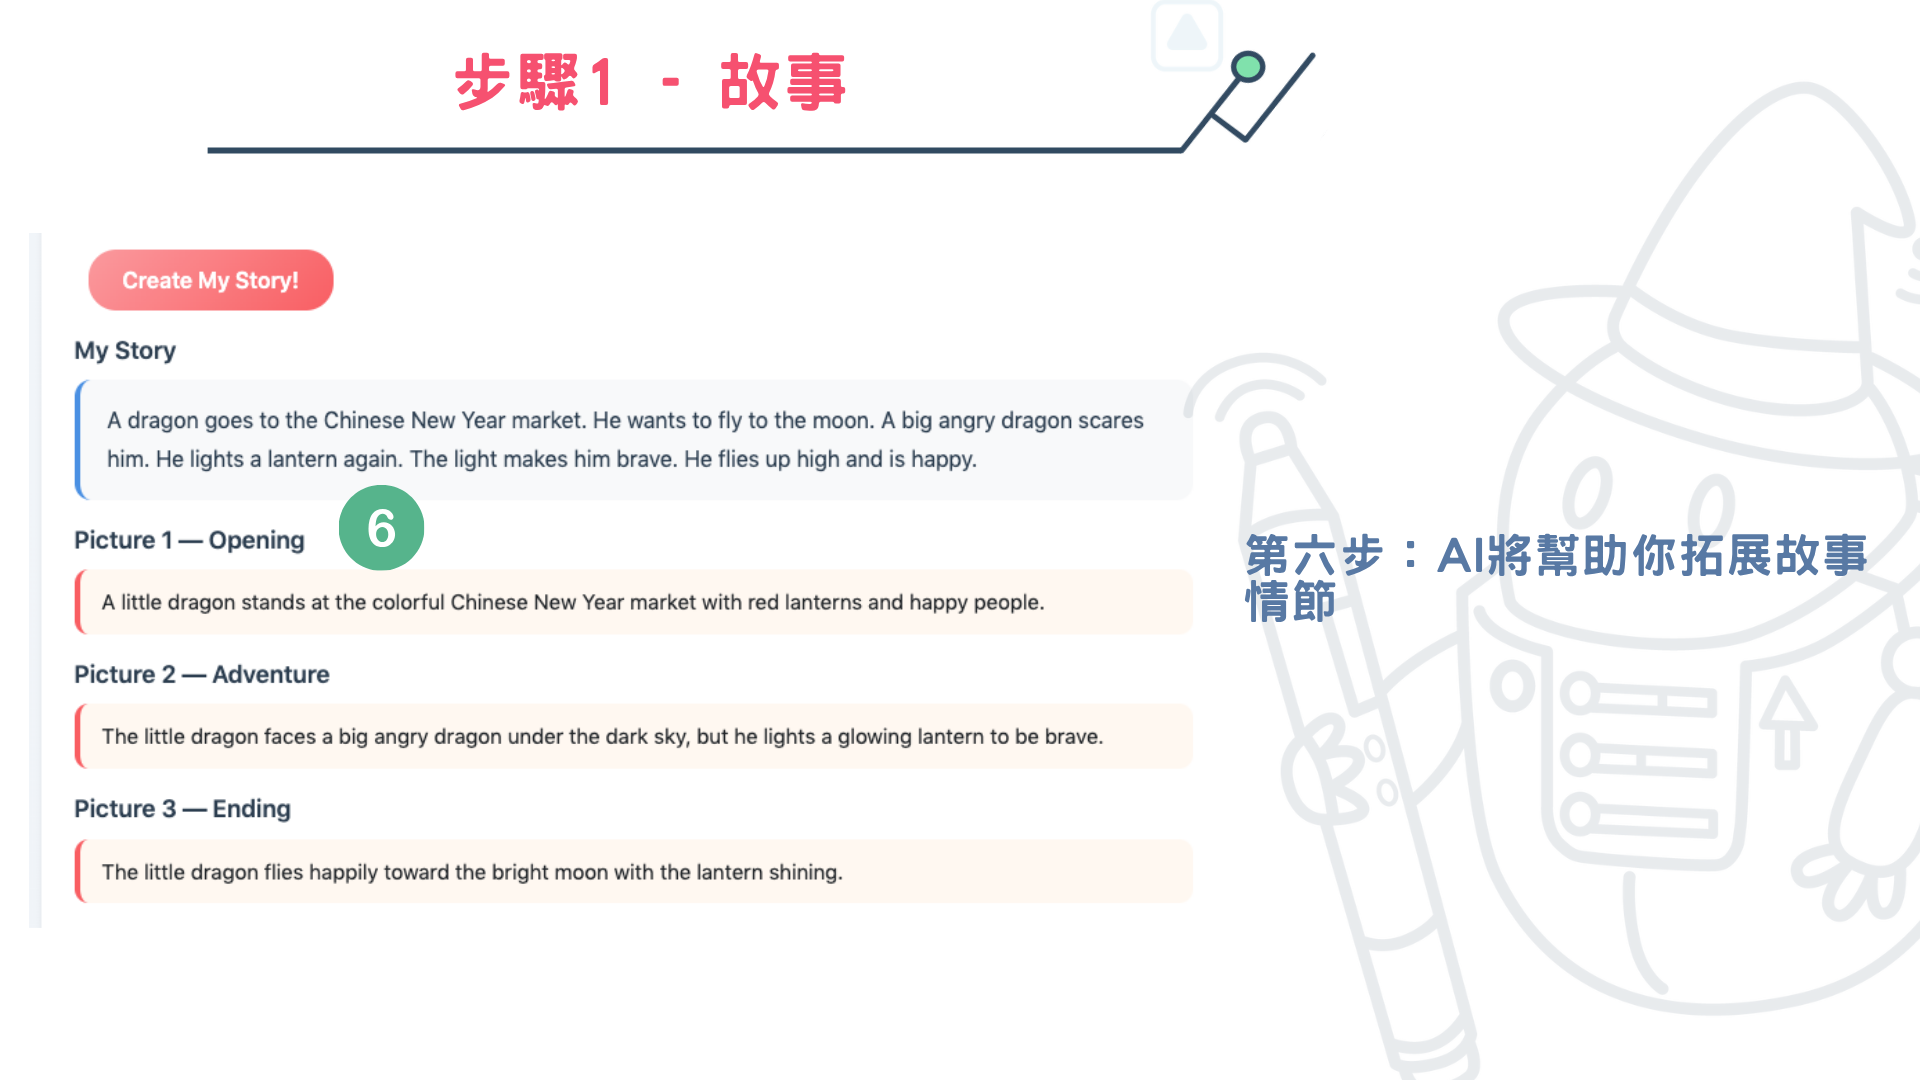 步驟1 - 故事
Create My Story!
My Story
A dragon goes to the Chinese New Year market. He wants to fly to the moon. A big angry dragon scares
him. He lights a lantern again. The light makes him brave. He flies up high and is happy.
6
Picture 1 — Opening
A little dragon stands at the colorful Chinese New Year market with red lanterns and happy people.
第六步：AI將幫助你拓展故事
情節
Picture 2 — Adventure
The little dragon faces a big angry dragon under the dark sky, but he lights a glowing lantern to be brave.
Picture 3 — Ending
The little dragon flies happily toward the bright moon with the lantern shining.